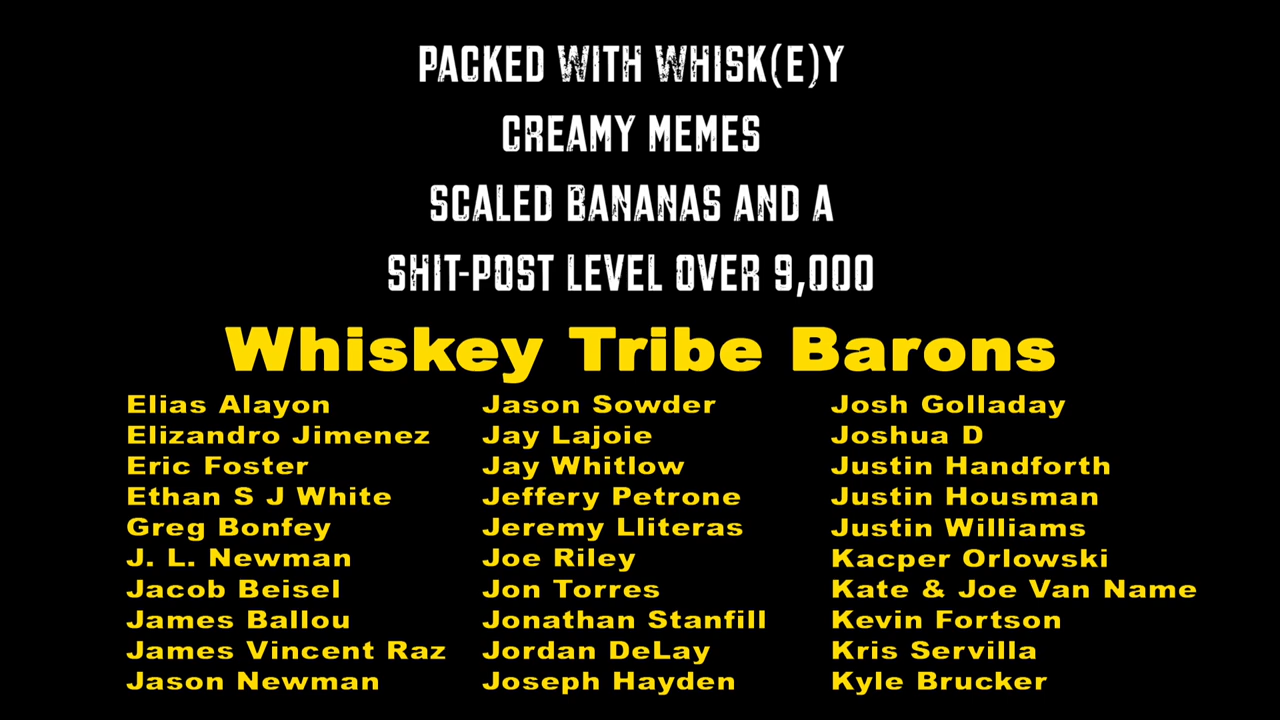 PACKED WITH WHISK(E)Y
CREAMY MEMES
SCALED BANANAS AND A
SHIT-POST LEVEL OVER 9,000
Whiskey Tribe Barons
Elias Alayon
Elizandro Jimenez
Eric Foster
Ethan S J White
Greg Bonfey
J. L. Newman
Jacob Beisel
James Ballou
James Vincent Raz
Jason Newman
Jason Sowder
Jay Lajoie
Jay Whitlow
Jeffery Petrone
Jeremy Lliteras
Joe Riley
Jon Torres
Jonathan Stanfill
Jordan DeLay
Joseph Hayden
Josh Golladay
Joshua D
Justin Handforth
Justin Housman
Justin Williams
Kacper Orlowski
Kate & Joe Van Name
Kevin Fortson
Kris Servilla
Kyle Brucker